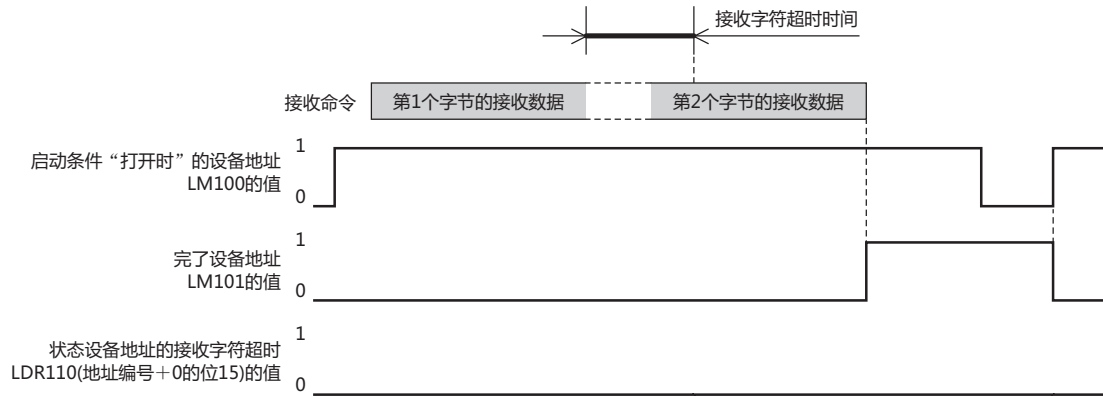 接收字符超时时间
接收命令 第1个字节的接收数据 第2个字节的接收数据
启动条件“打开时”的设备地址
LM100的值
1
0
完了设备地址
LM101的值
1
0
状态设备地址的接收字符超时
LDR110(地址编号＋0的位15)的值
1
0